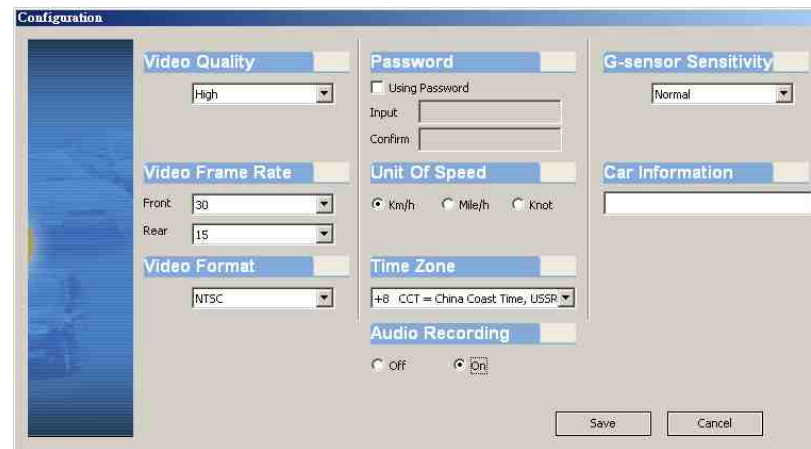 Configuration
Video Quality
High
Video Frame Rate
Front 30
Rear 15
Video Format
NTSC
Password
Using Password
Input
Confirm
Unit Of Speed
Km/h Mile/h Knot
Time Zone
+8 CCT = China Coast Time, USSR
Audio Recording
Off On
G-sensor Sensitivity
Normal
Car Information
Save Cancel